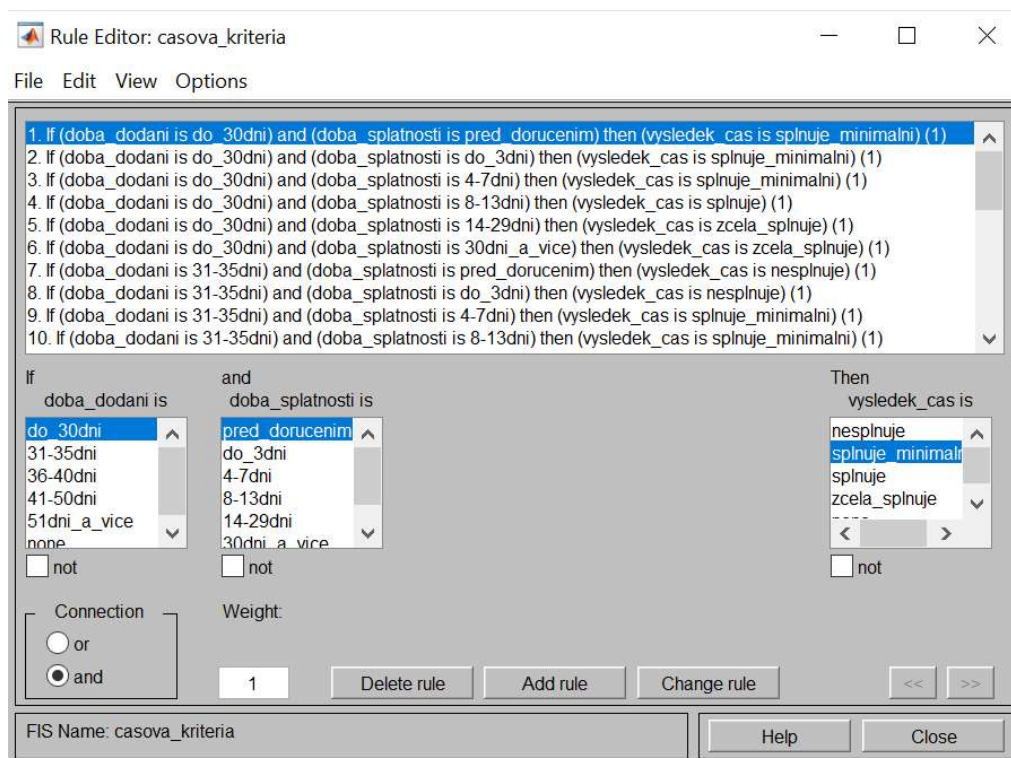 Rule Editor: casova_kriteria
File Edit View Options
1. If (doba_dodani is do_30dni) and (doba_splatnosti is pred_dorucenim) then (vysledek_cas is splnuje_minimalni) (1)
2. If (doba_dodani is do_30dni) and (doba_splatnosti is do_3dni) then (vysledek_cas is splnuje_minimalni) (1)
3. If (doba_dodani is do_30dni) and (doba_splatnosti is 4-7dni) then (vysledek_cas is splnuje_minimalni) (1)
4. If (doba_dodani is do_30dni) and (doba_splatnosti is 8-13dni) then (vysledek_cas is splnuje) (1)
5. If (doba_dodani is do_30dni) and (doba_splatnosti is 14-29dni) then (vysledek_cas is zcela_splnuje) (1)
6. If (doba_dodani is do_30dni) and (doba_splatnosti is 30dni_a_vice) then (vysledek_cas is zcela_splnuje) (1)
7. If (doba_dodani is 31-35dni) and (doba_splatnosti is pred_dorucenim) then (vysledek_cas is nesplnuje) (1)
8. If (doba_dodani is 31-35dni) and (doba_splatnosti is do_3dni) then (vysledek_cas is nesplnuje) (1)
9. If (doba_dodani is 31-35dni) and (doba_splatnosti is 4-7dni) then (vysledek_cas is splnuje_minimalni) (1)
10. If (doba_dodani is 31-35dni) and (doba_splatnosti is 8-13dni) then (vysledek_cas is splnuje_minimalni) (1)
If and Then
doba_dodani is doba_splatnosti is vysledek_cas is
do_30dni pred_dorucenim nesplnuje
31-35dni do_3dni splnuje_minimaln
36-40dni 4-7dni splnuje
41-50dni 8-13dni zcela_splnuje
51dni_a_vice 14-29dni none
none 30dni_a_vice
not not not
Connection Weight:
or
and 1 Delete rule Add rule Change rule << >>
FIS Name: casova_kriteria Help Close